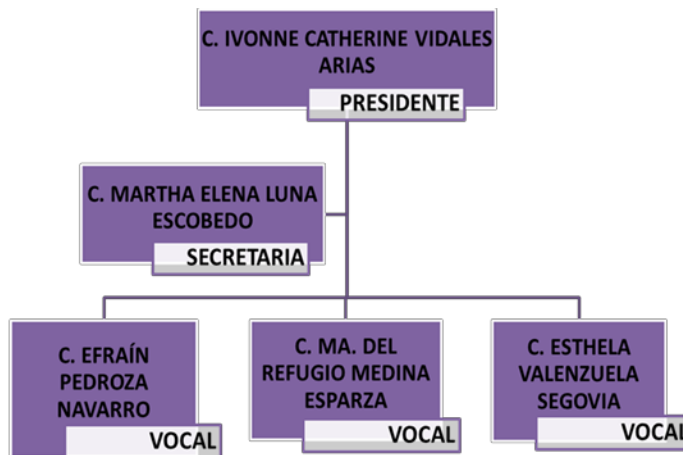 C. IVONNE CATHERINE VIDALES
ARIAS
PRESIDENTE
C. MARTHA ELENA LUNA
ESCOBEDO
SECRETARIA
C. EFRAÍN
PEDROZA
NAVARRO
VOCAL
C. MA. DEL
REFUGIO MEDINA
ESPARZA
VOCAL
C. ESTHELA
VALENZUELA
SEGOVIA
VOCAL